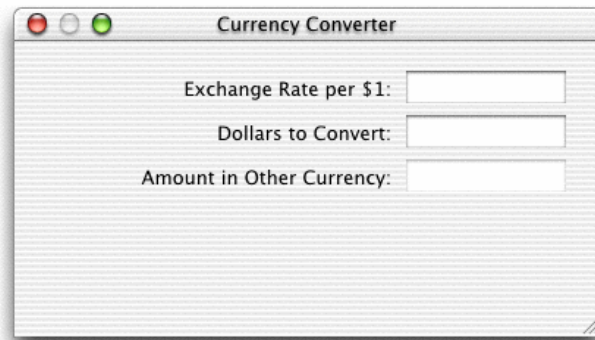 Currency Converter
Exchange Rate per $1:
Dollars to Convert:
Amount in Other Currency: